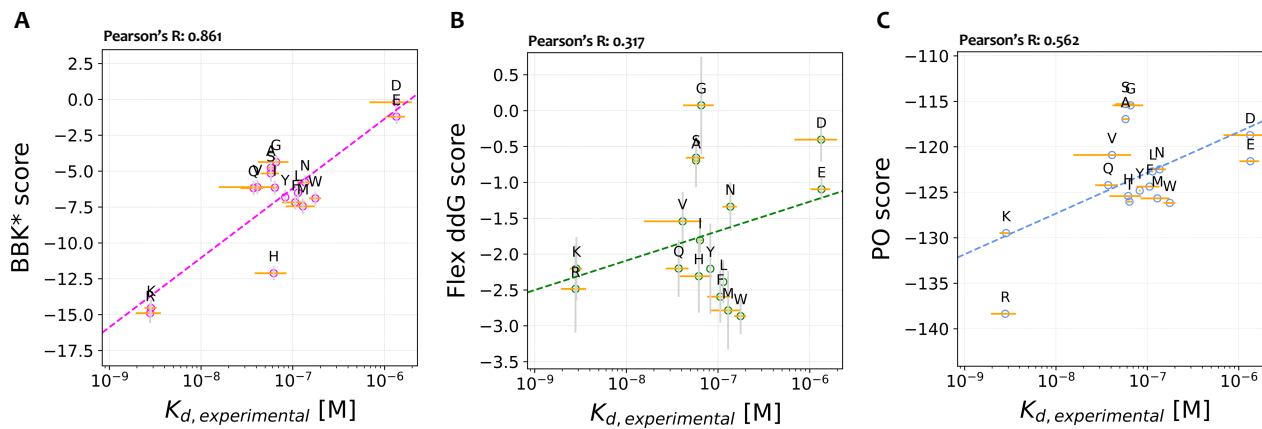 A
Pearson's R: 0.861
BBK* score
2.5
0.0
−2.5
−5.0
−7.5
−10.0
−12.5
−15.0
−17.5
D
E
G
A
S
I
Q
V
Y
F
L
N
M
W
H
K
R
10⁻⁹
10⁻⁸
10⁻⁷
10⁻⁶
K_d, experimental [M]
B
Pearson's R: 0.317
Flex ddG score
0.5
0.0
−0.5
−1.0
−1.5
−2.0
−2.5
−3.0
−3.5
G
D
S
A
E
N
V
I
K
Q
H
Y
L
R
F
M
W
10⁻⁹
10⁻⁸
10⁻⁷
10⁻⁶
K_d, experimental [M]
C
Pearson's R: 0.562
PO score
−110
−115
−120
−125
−130
−135
−140
S
G
A
D
V
E
L
N
Q
H
I
Y
F
M
W
K
R
10⁻⁹
10⁻⁸
10⁻⁷
10⁻⁶
K_d, experimental [M]